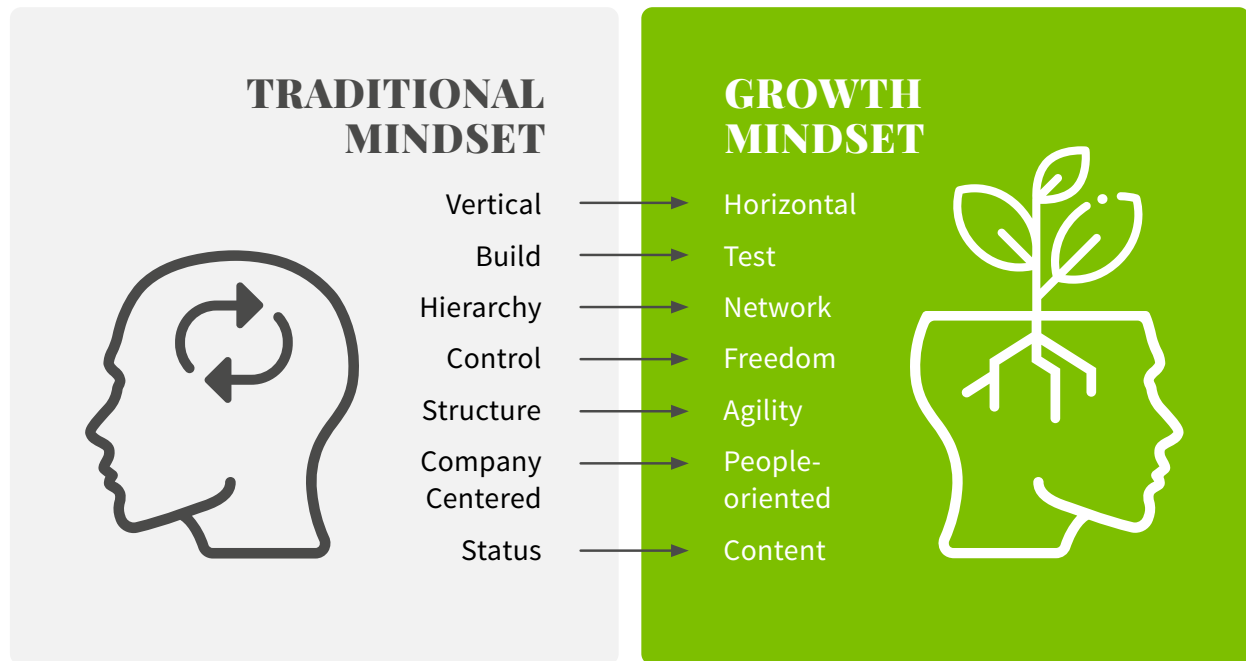 TRADITIONAL
MINDSET
Vertical
Build
Hierarchy
Control
Structure
Company
Centered
Status
GROWTH
MINDSET
Horizontal
Test
Network
Freedom
Agility
People-
oriented
Content